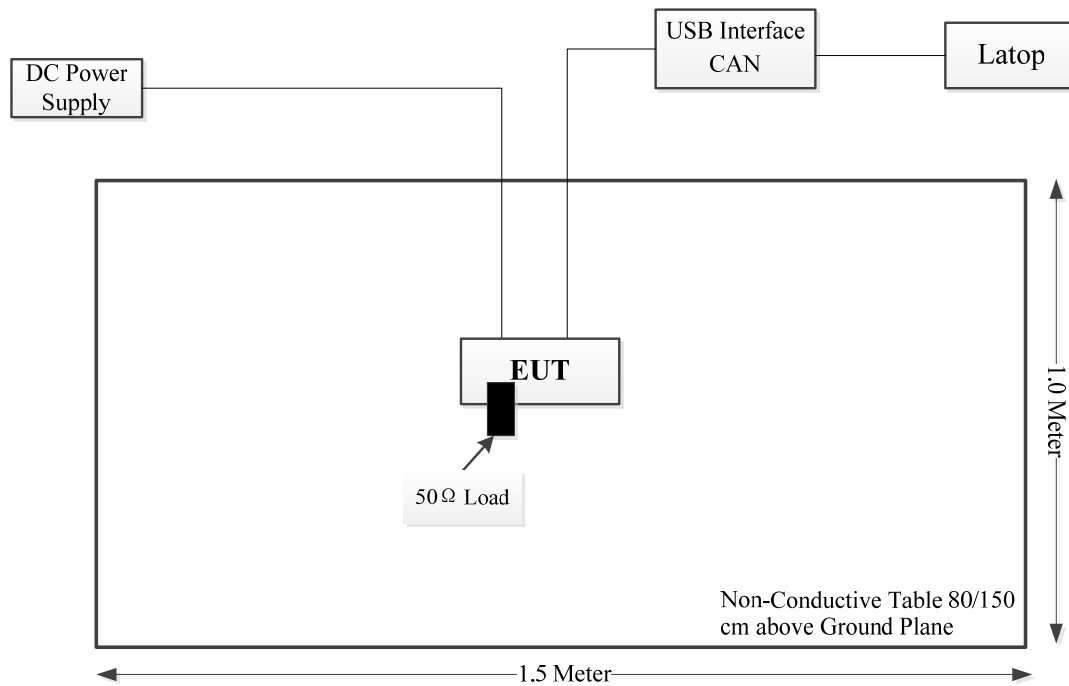 USB Interface
CAN
Latop
DC Power
Supply
EUT
50Ω Load
1.0 Meter
Non-Conductive Table 80/150
cm above Ground Plane
1.5 Meter